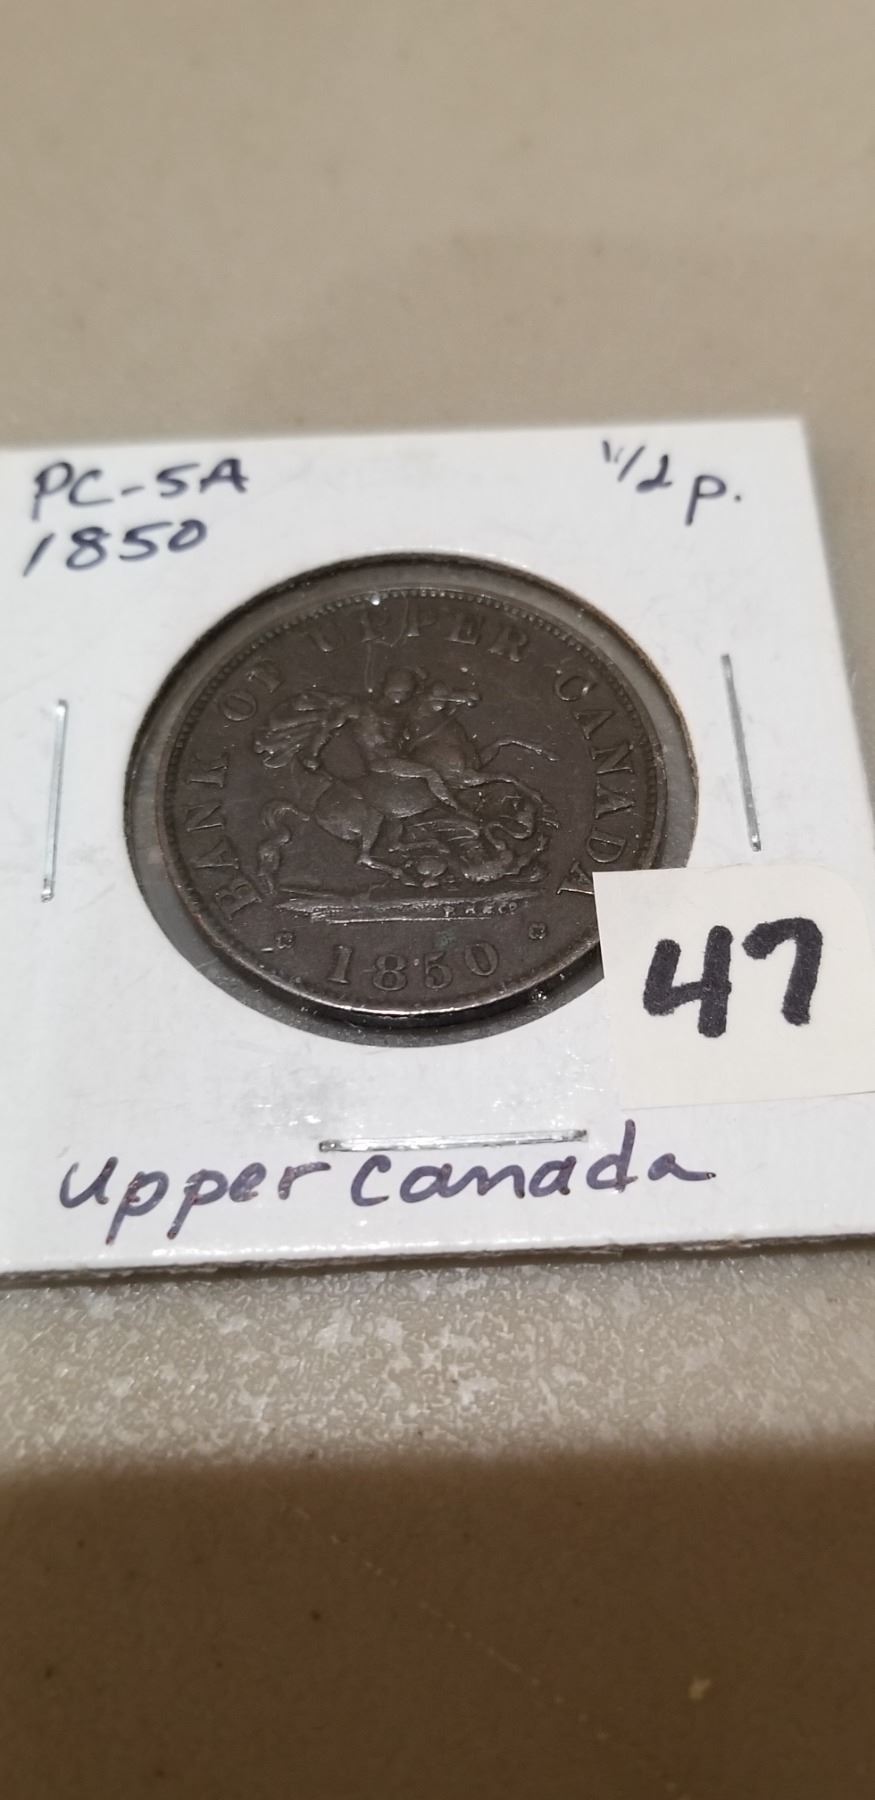 PC-5A
1850
1/2 p.
BANK OF UPPER CANADA
1850
47
upper canada